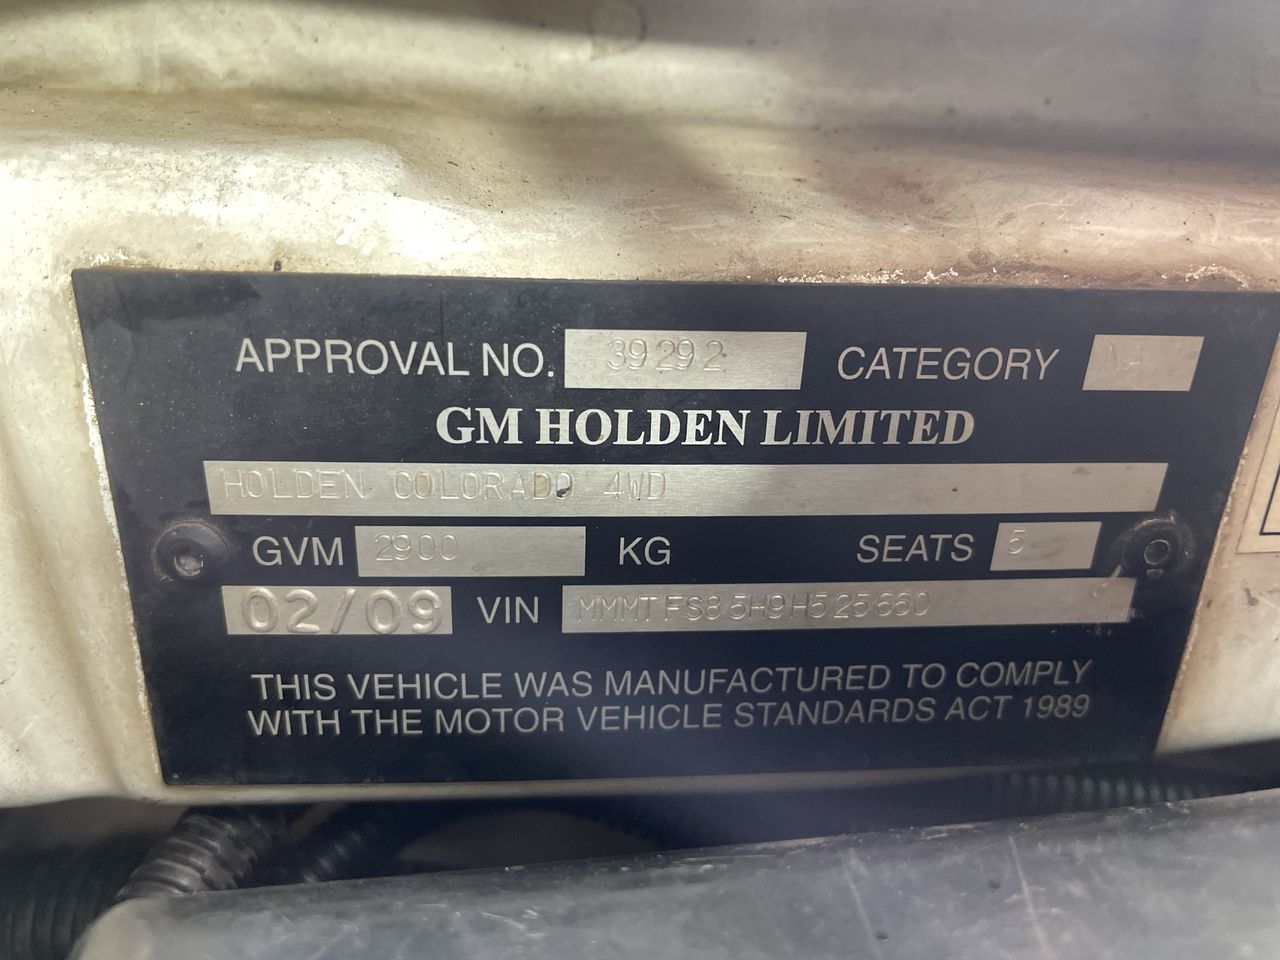 APPROVAL NO. 39292 CATEGORY NA
GM HOLDEN LIMITED
HOLDEN COLORADO 4WD
GVM 2900 KG SEATS 5
02/09 VIN MMMTFS85H9H525660
THIS VEHICLE WAS MANUFACTURED TO COMPLY
WITH THE MOTOR VEHICLE STANDARDS ACT 1989